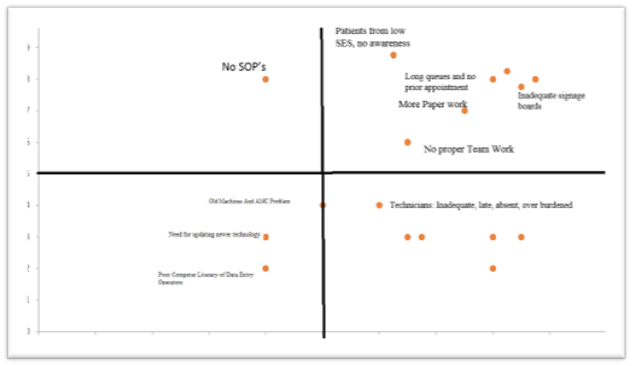 Patients from low
SES, no awareness
No SOP's
Long queues and no
prior appointment
Inadequate signage
boards
More Paper work
No proper Team Work
Old Machines And AMC Problem
Technicians: Inadequate, late, absent, over burdened
Need for updating newer technology
Poor Computer Literacy of Data Entry
Operators
9
8
7
6
5
4
3
2
1
0